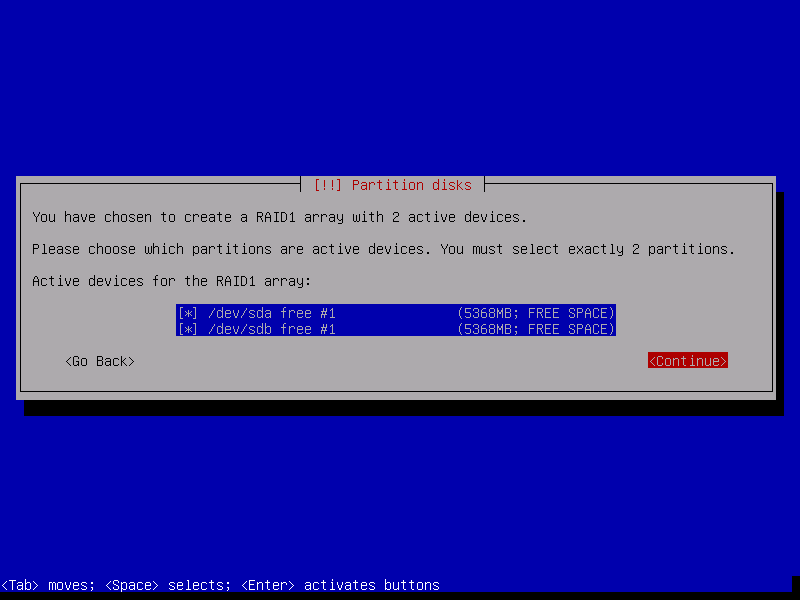 [!!] Partition disks
You have chosen to create a RAID1 array with 2 active devices.
Please choose which partitions are active devices. You must select exactly 2 partitions.
Active devices for the RAID1 array:
[*] /dev/sda free #1 (5368MB; FREE SPACE)
[*] /dev/sdb free #1 (5368MB; FREE SPACE)
<Go Back> <Continue>
<Tab> moves; <Space> selects; <Enter> activates buttons